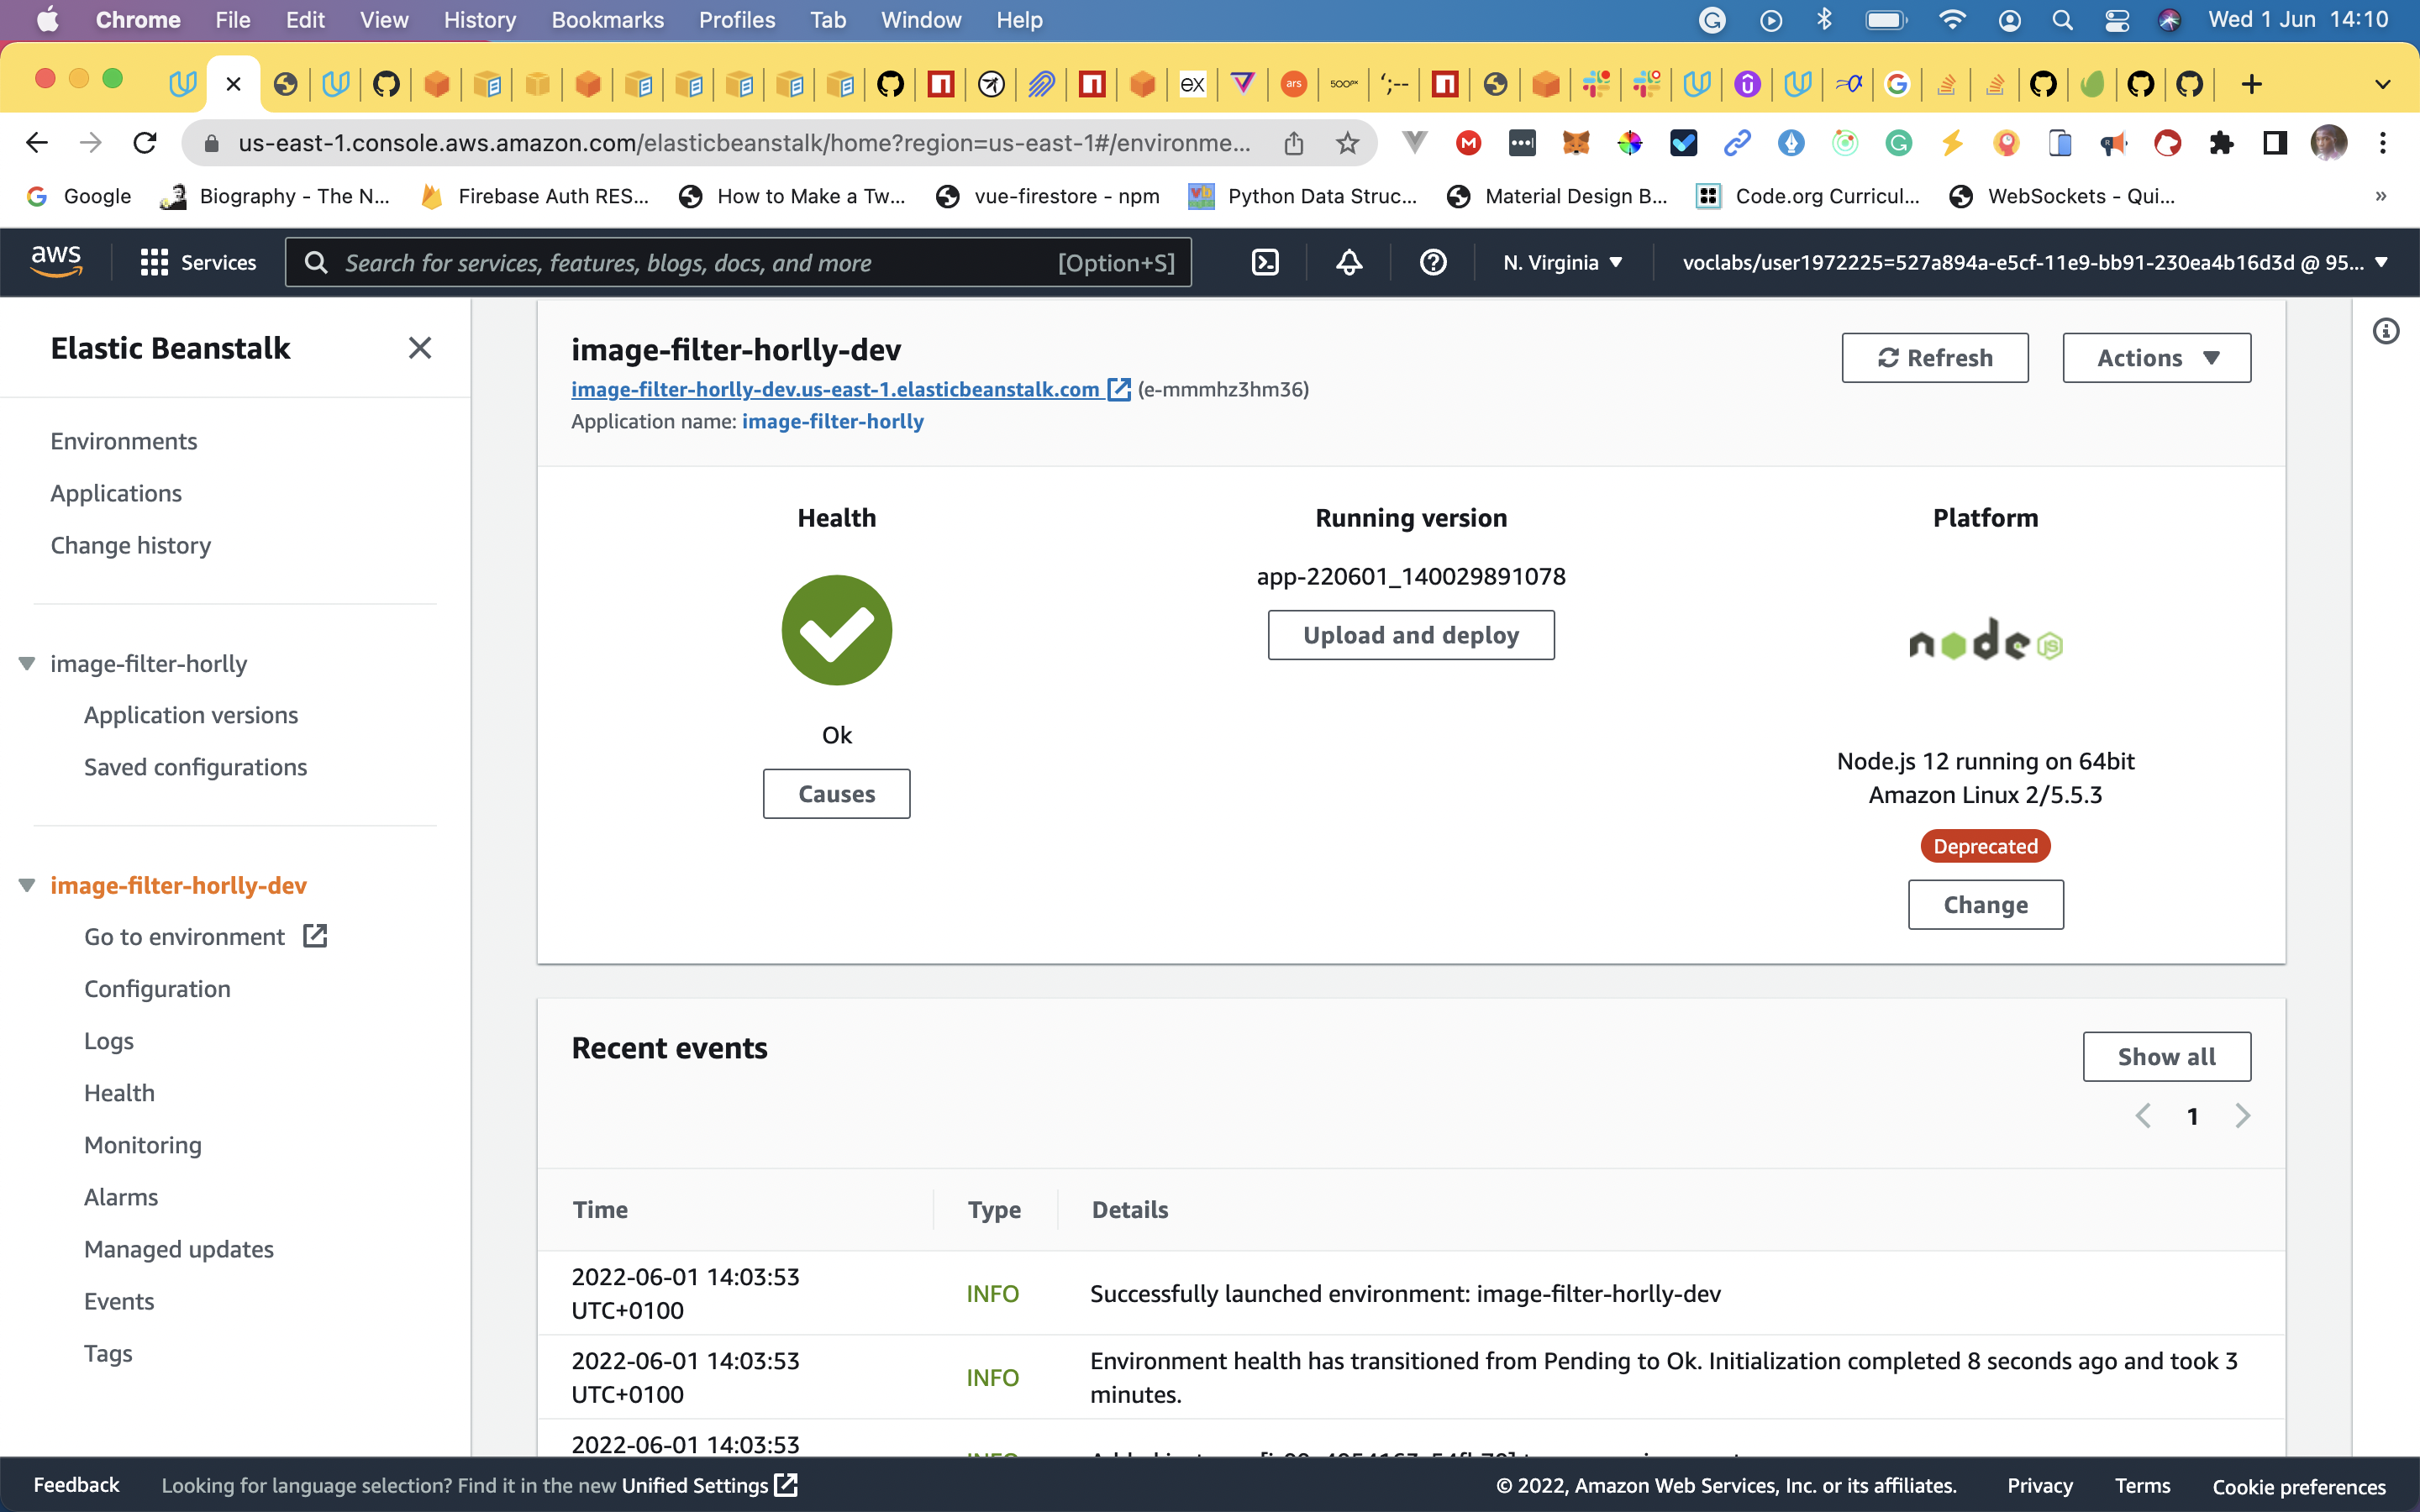 Chrome File Edit View History Bookmarks Profiles Tab Window Help Wed 1 Jun 14:10
us-east-1.console.aws.amazon.com/elasticbeanstalk/home?region=us-east-1#/environme...
Google Biography - The N... Firebase Auth RES... How to Make a Tw... vue-firestore - npm Python Data Struc... Material Design B... Code.org Curricul... WebSockets - Qui... »
aws Services Search for services, features, blogs, docs, and more [Option+S] N. Virginia voclabs/user1972225=527a894a-e5cf-11e9-bb91-230ea4b16d3d @ 95...
Elastic Beanstalk
Environments
Applications
Change history
image-filter-horlly
Application versions
Saved configurations
image-filter-horlly-dev
Go to environment
Configuration
Logs
Health
Monitoring
Alarms
Managed updates
Events
Tags
image-filter-horlly-dev
Refresh Actions
image-filter-horlly-dev.us-east-1.elasticbeanstalk.com (e-mmmhz3hm36)
Application name: image-filter-horlly
Health
Ok
Causes
Running version
app-220601_140029891078
Upload and deploy
Platform
node JS
Node.js 12 running on 64bit
Amazon Linux 2/5.5.3
Deprecated
Change
Recent events
Show all
1
Time Type Details
2022-06-01 14:03:53
UTC+0100
INFO
Successfully launched environment: image-filter-horlly-dev
2022-06-01 14:03:53
UTC+0100
INFO
Environment health has transitioned from Pending to Ok. Initialization completed 8 seconds ago and took 3
minutes.
2022-06-01 14:03:53
Feedback Looking for language selection? Find it in the new Unified Settings © 2022, Amazon Web Services, Inc. or its affiliates. Privacy Terms Cookie preferences